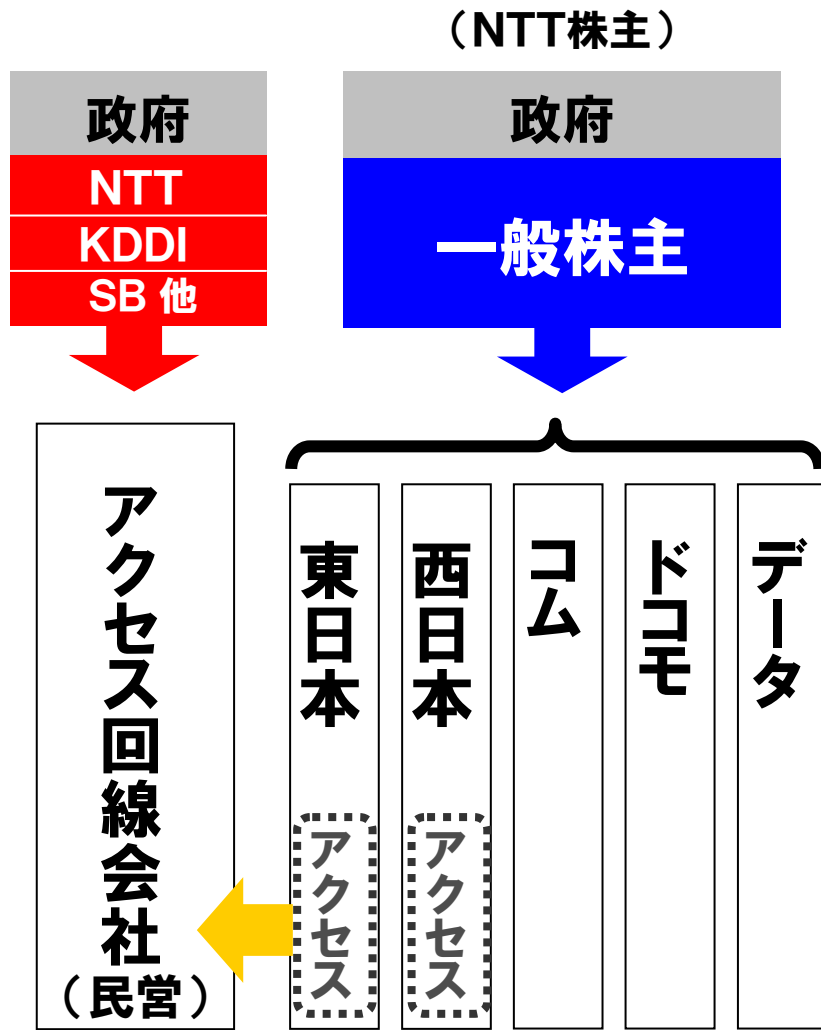 （NTT株主）
政府
NTT
KDDI
SB 他
政府
一般株主
アクセス回線会社
（民営）
東日本
アクセス
西日本
アクセス
コム
ドコモ
データ